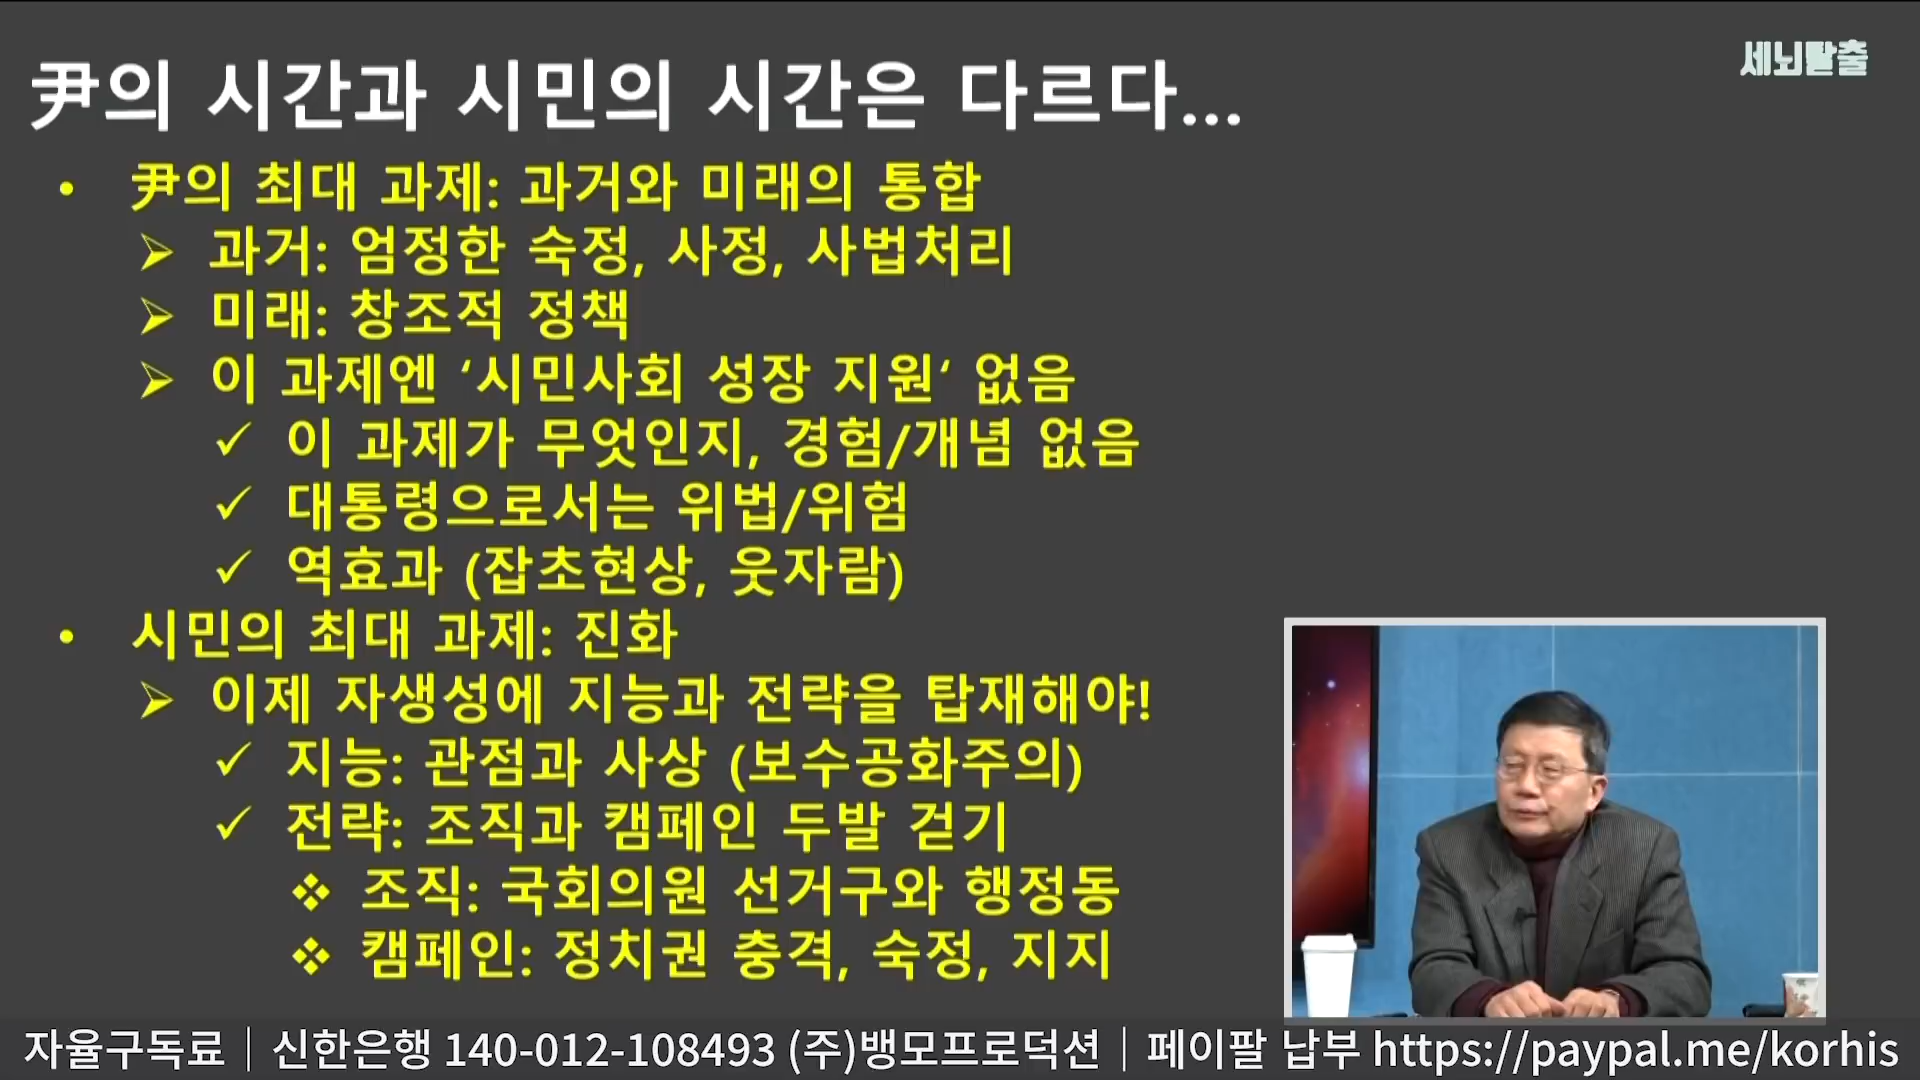 尹의 시간과 시민의 시간은 다르다...
세뇌탈출
• 尹의 최대 과제: 과거와 미래의 통합
➢ 과거: 엄정한 숙정, 사정, 사법처리
➢ 미래: 창조적 정책
➢ 이 과제엔 ‘시민사회 성장 지원‘ 없음
✓ 이 과제가 무엇인지, 경험/개념 없음
✓ 대통령으로서는 위법/위험
✓ 역효과 (잡초현상, 웃자람)
• 시민의 최대 과제: 진화
➢ 이제 자생성에 지능과 전략을 탑재해야!
✓ 지능: 관점과 사상 (보수공화주의)
✓ 전략: 조직과 캠페인 두발 걷기
❖ 조직: 국회의원 선거구와 행정동
❖ 캠페인: 정치권 충격, 숙정, 지지
자율구독료｜신한은행 140-012-108493 (주)뱅모프로덕션｜페이팔 납부 https://paypal.me/korhis